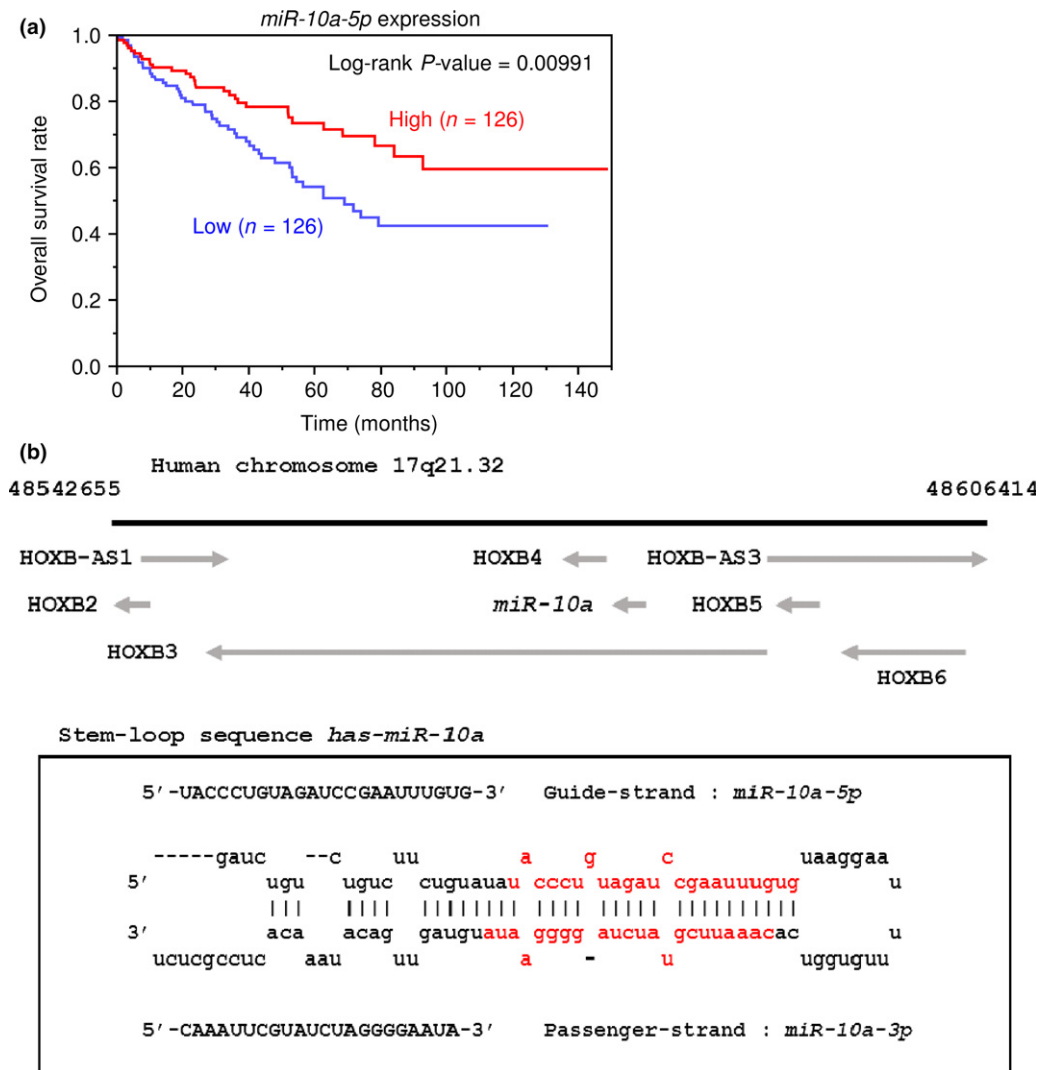 (a)
miR-10a-5p expression
Log-rank P-value = 0.00991
High (n = 126)
Low (n = 126)
Overall survival rate
1.0
0.8
0.6
0.4
0.2
0.0
0 20 40 60 80 100 120 140
Time (months)
(b)
Human chromosome 17q21.32
48542655 48606414
HOXB-AS1 HOXB4 HOXB-AS3
HOXB2 miR-10a HOXB5
HOXB3
HOXB6
Stem-loop sequence has-miR-10a
5′-UACCCUGUAGAUCCGAAUUUGUG-3′ Guide-strand : miR-10a-5p
-----gauc --c uu a g c uaaggaa
5′ ugu uguc cuguauau cccu uagau cgaauuugug u
||| |||| |||||||| |||| ||||| ||||||||||
3′ aca acag gauguaua gggg aucua gcuuaaacac u
ucucgccuc aau uu a - u ugguguu
5′-CAAAUUCGUAUCUAGGGGAAUA-3′ Passenger-strand : miR-10a-3p